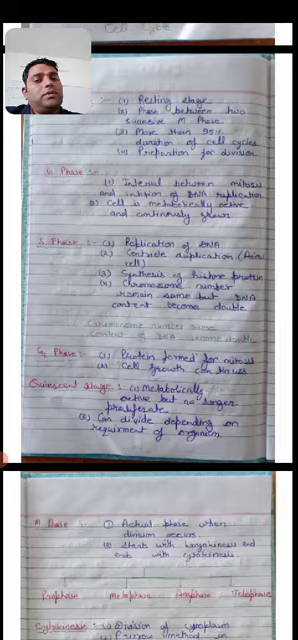 Cell Cycle
:- (1) Resting stage
(2) Phase between two
successive M Phase
(3) More than 95%
duration of cell cycles
(4) Preparation for division
G1 Phase :-
(1) Interval between mitosis
and initition of DNA replication
(2) Cell is metabolically active
and continously grows
S. Phase :- (1) Replication of DNA
(2) Centriole duplication (Animal
cell)
(3) Synthesis of histone protein
(4) Chromosome number
remain same but DNA
content become double
Chromosome number same
Content of DNA become double
G2 Phase :- (1) Protein formed for mitosis
(2) Cell growth continues
Quinescent stage :- (1) Metabolically
active but no longer
proliferate
(2) Can divide depending on
requirment of organism
M Phase :- (1) Actual phase when
division occurs.
(2) Starts with karyokinesis and
ends with cytokinesis
Prophase Metaphase Anaphase Telophase
Cytokinesis :- (1) Division of cytoplasm
Furrow method in